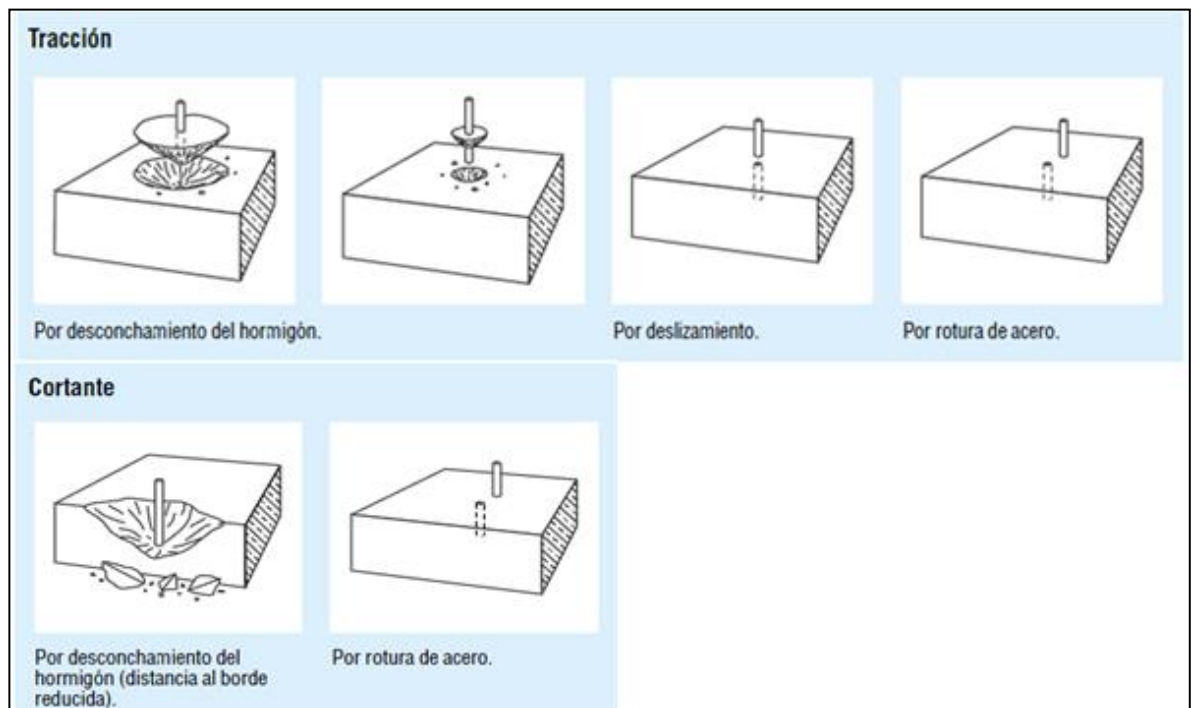 Tracción
Por desconchamiento del hormigón.
Por deslizamiento.
Por rotura de acero.
Cortante
Por desconchamiento del
hormigón (distancia al borde
reducida).
Por rotura de acero.